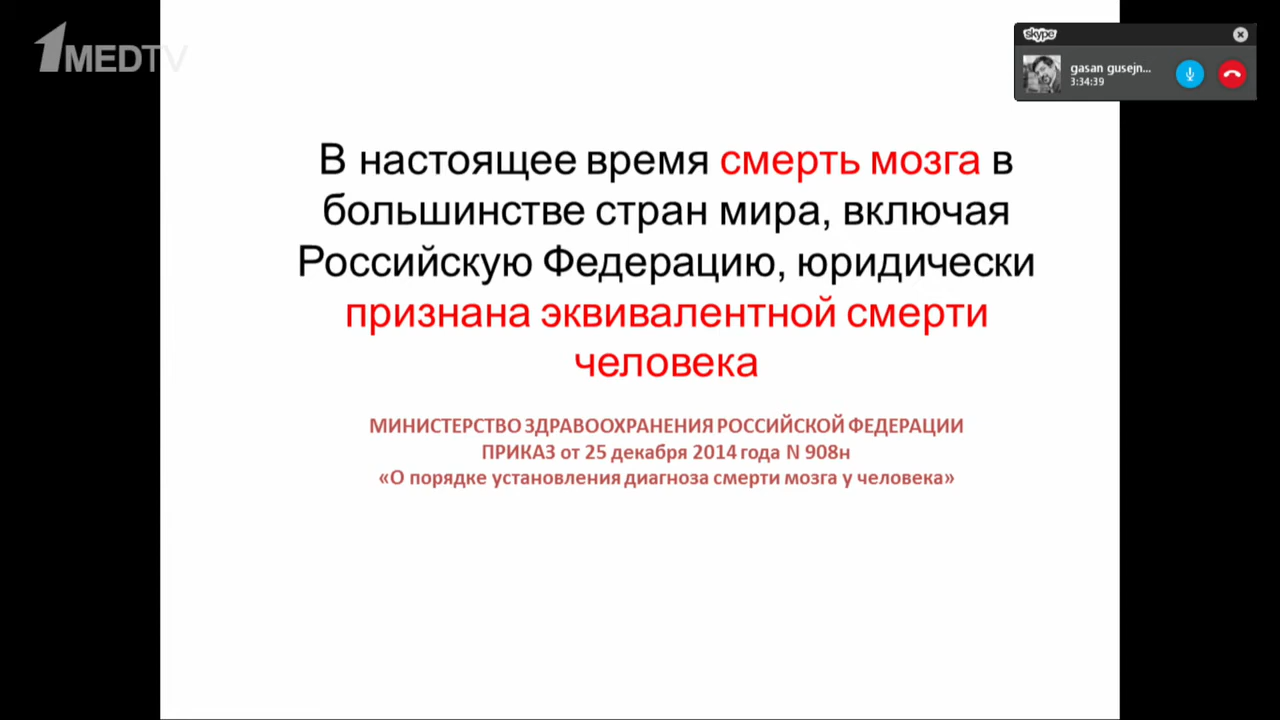 1MEDTV
skype
gasan gusejn...
3:34:39
В настоящее время смерть мозга в
большинстве стран мира, включая
Российскую Федерацию, юридически
признана эквивалентной смерти
человека
МИНИСТЕРСТВО ЗДРАВООХРАНЕНИЯ РОССИЙСКОЙ ФЕДЕРАЦИИ
ПРИКАЗ от 25 декабря 2014 года N 908н
«О порядке установления диагноза смерти мозга у человека»